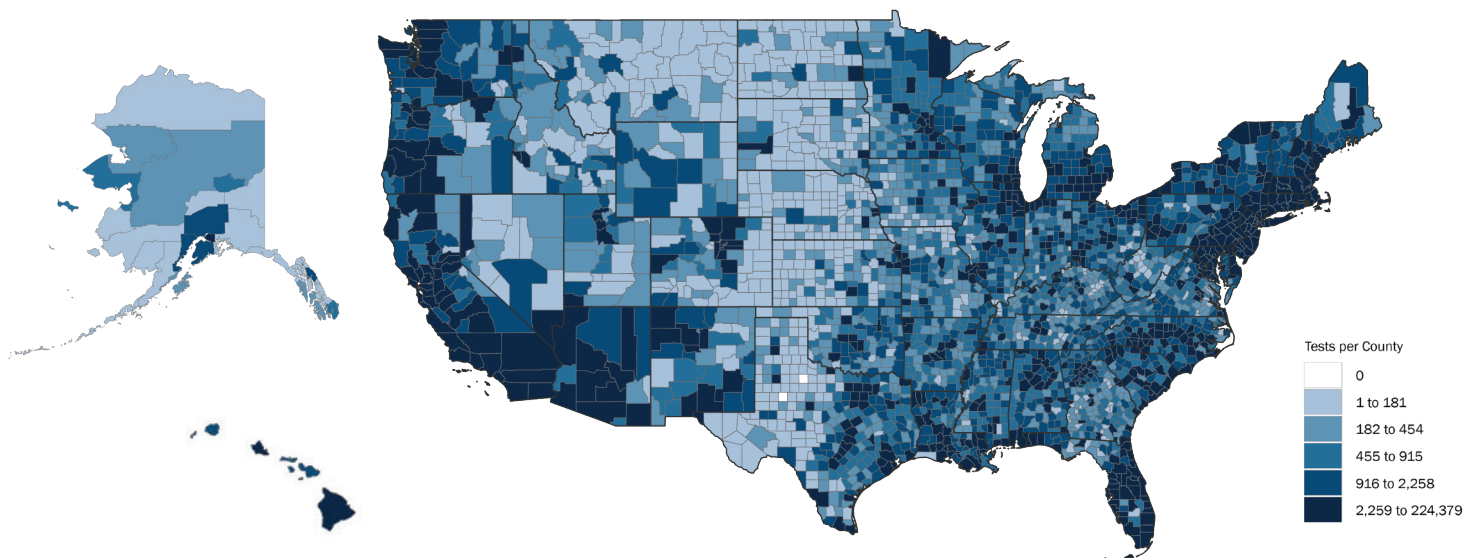 Tests per County
0
1 to 181
182 to 454
455 to 915
916 to 2,258
2,259 to 224,379